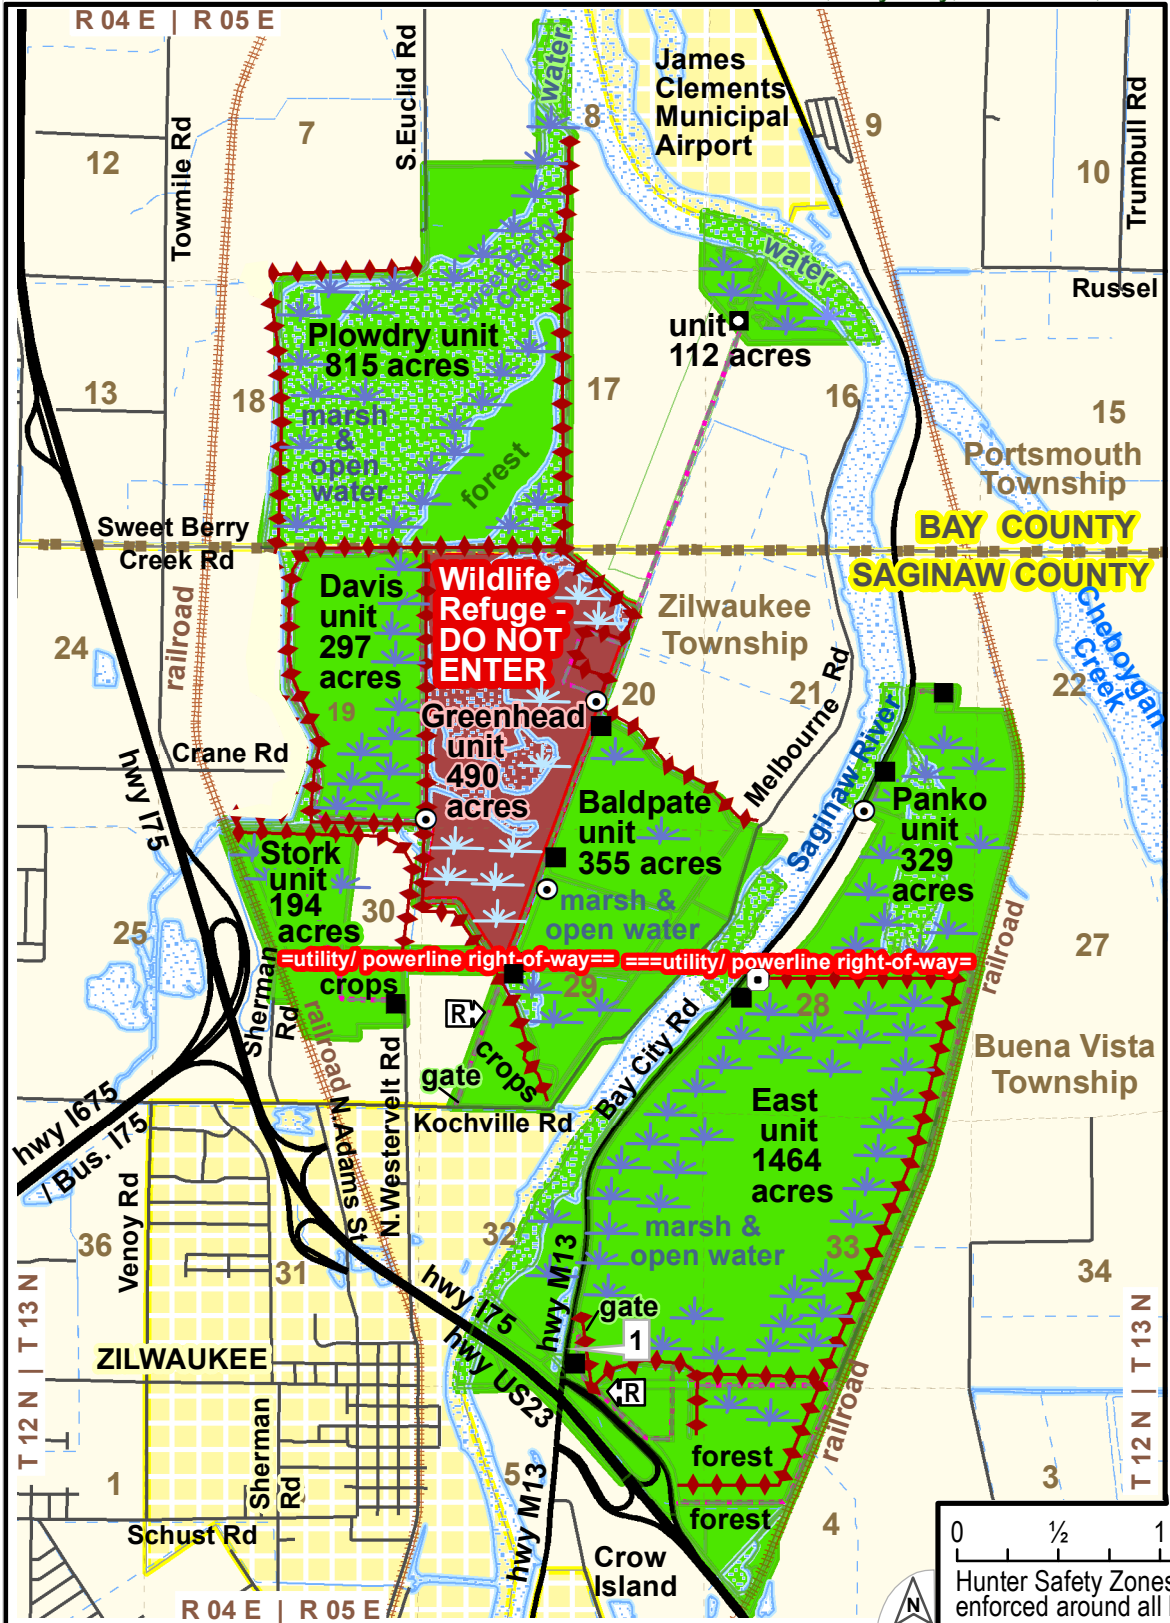 R 04 E | R 05 E
S.Euclid Rd
Towmile Rd
Trumbull Rd
water
James
Clements
Municipal
Airport
7
8
9
10
12
Sweet Berry
Creek
water
Russel
Plowdry unit
815 acres
unit
112 acres
13
18
17
16
15
marsh
&
open
water
forest
Portsmouth
Township
Sweet Berry
Creek Rd
BAY COUNTY
SAGINAW COUNTY
Davis
unit
297
acres
Wildlife
Refuge -
DO NOT
ENTER
Zilwaukee
Township
Cheboygan
Creek
24
railroad
19
20
21
22
Greenhead
unit
490
acres
Melbourne Rd
Saginaw River
Crane Rd
hwy I75
Baldpate
unit
355 acres
Panko
unit
329
acres
Stork
unit
194
acres
30
marsh &
open water
25
27
railroad
=utility/ powerline right-of-way==
===utility/ powerline right-of-way=
Sherman
Rd
crops
railroad
29
28
R
crops
Bay City Rd
N.Westervelt Rd
gate
Kochville Rd
Buena Vista
Township
East
unit
1464
acres
hwy I675
/ Bus. I75
N.Adams St
Venoy Rd
36
31
32
marsh &
open water
33
34
T 12 N | T 13 N
hwy I75
hwy US23
hwy M13
gate
1
R
ZILWAUKEE
T 12 N | T 13 N
railroad
Sherman
Rd
1
5
forest
forest
3
4
Schust Rd
hwy M13
Crow
Island
R 04 E | R 05 E
N
0 ½ 1
Hunter Safety Zones
enforced around all